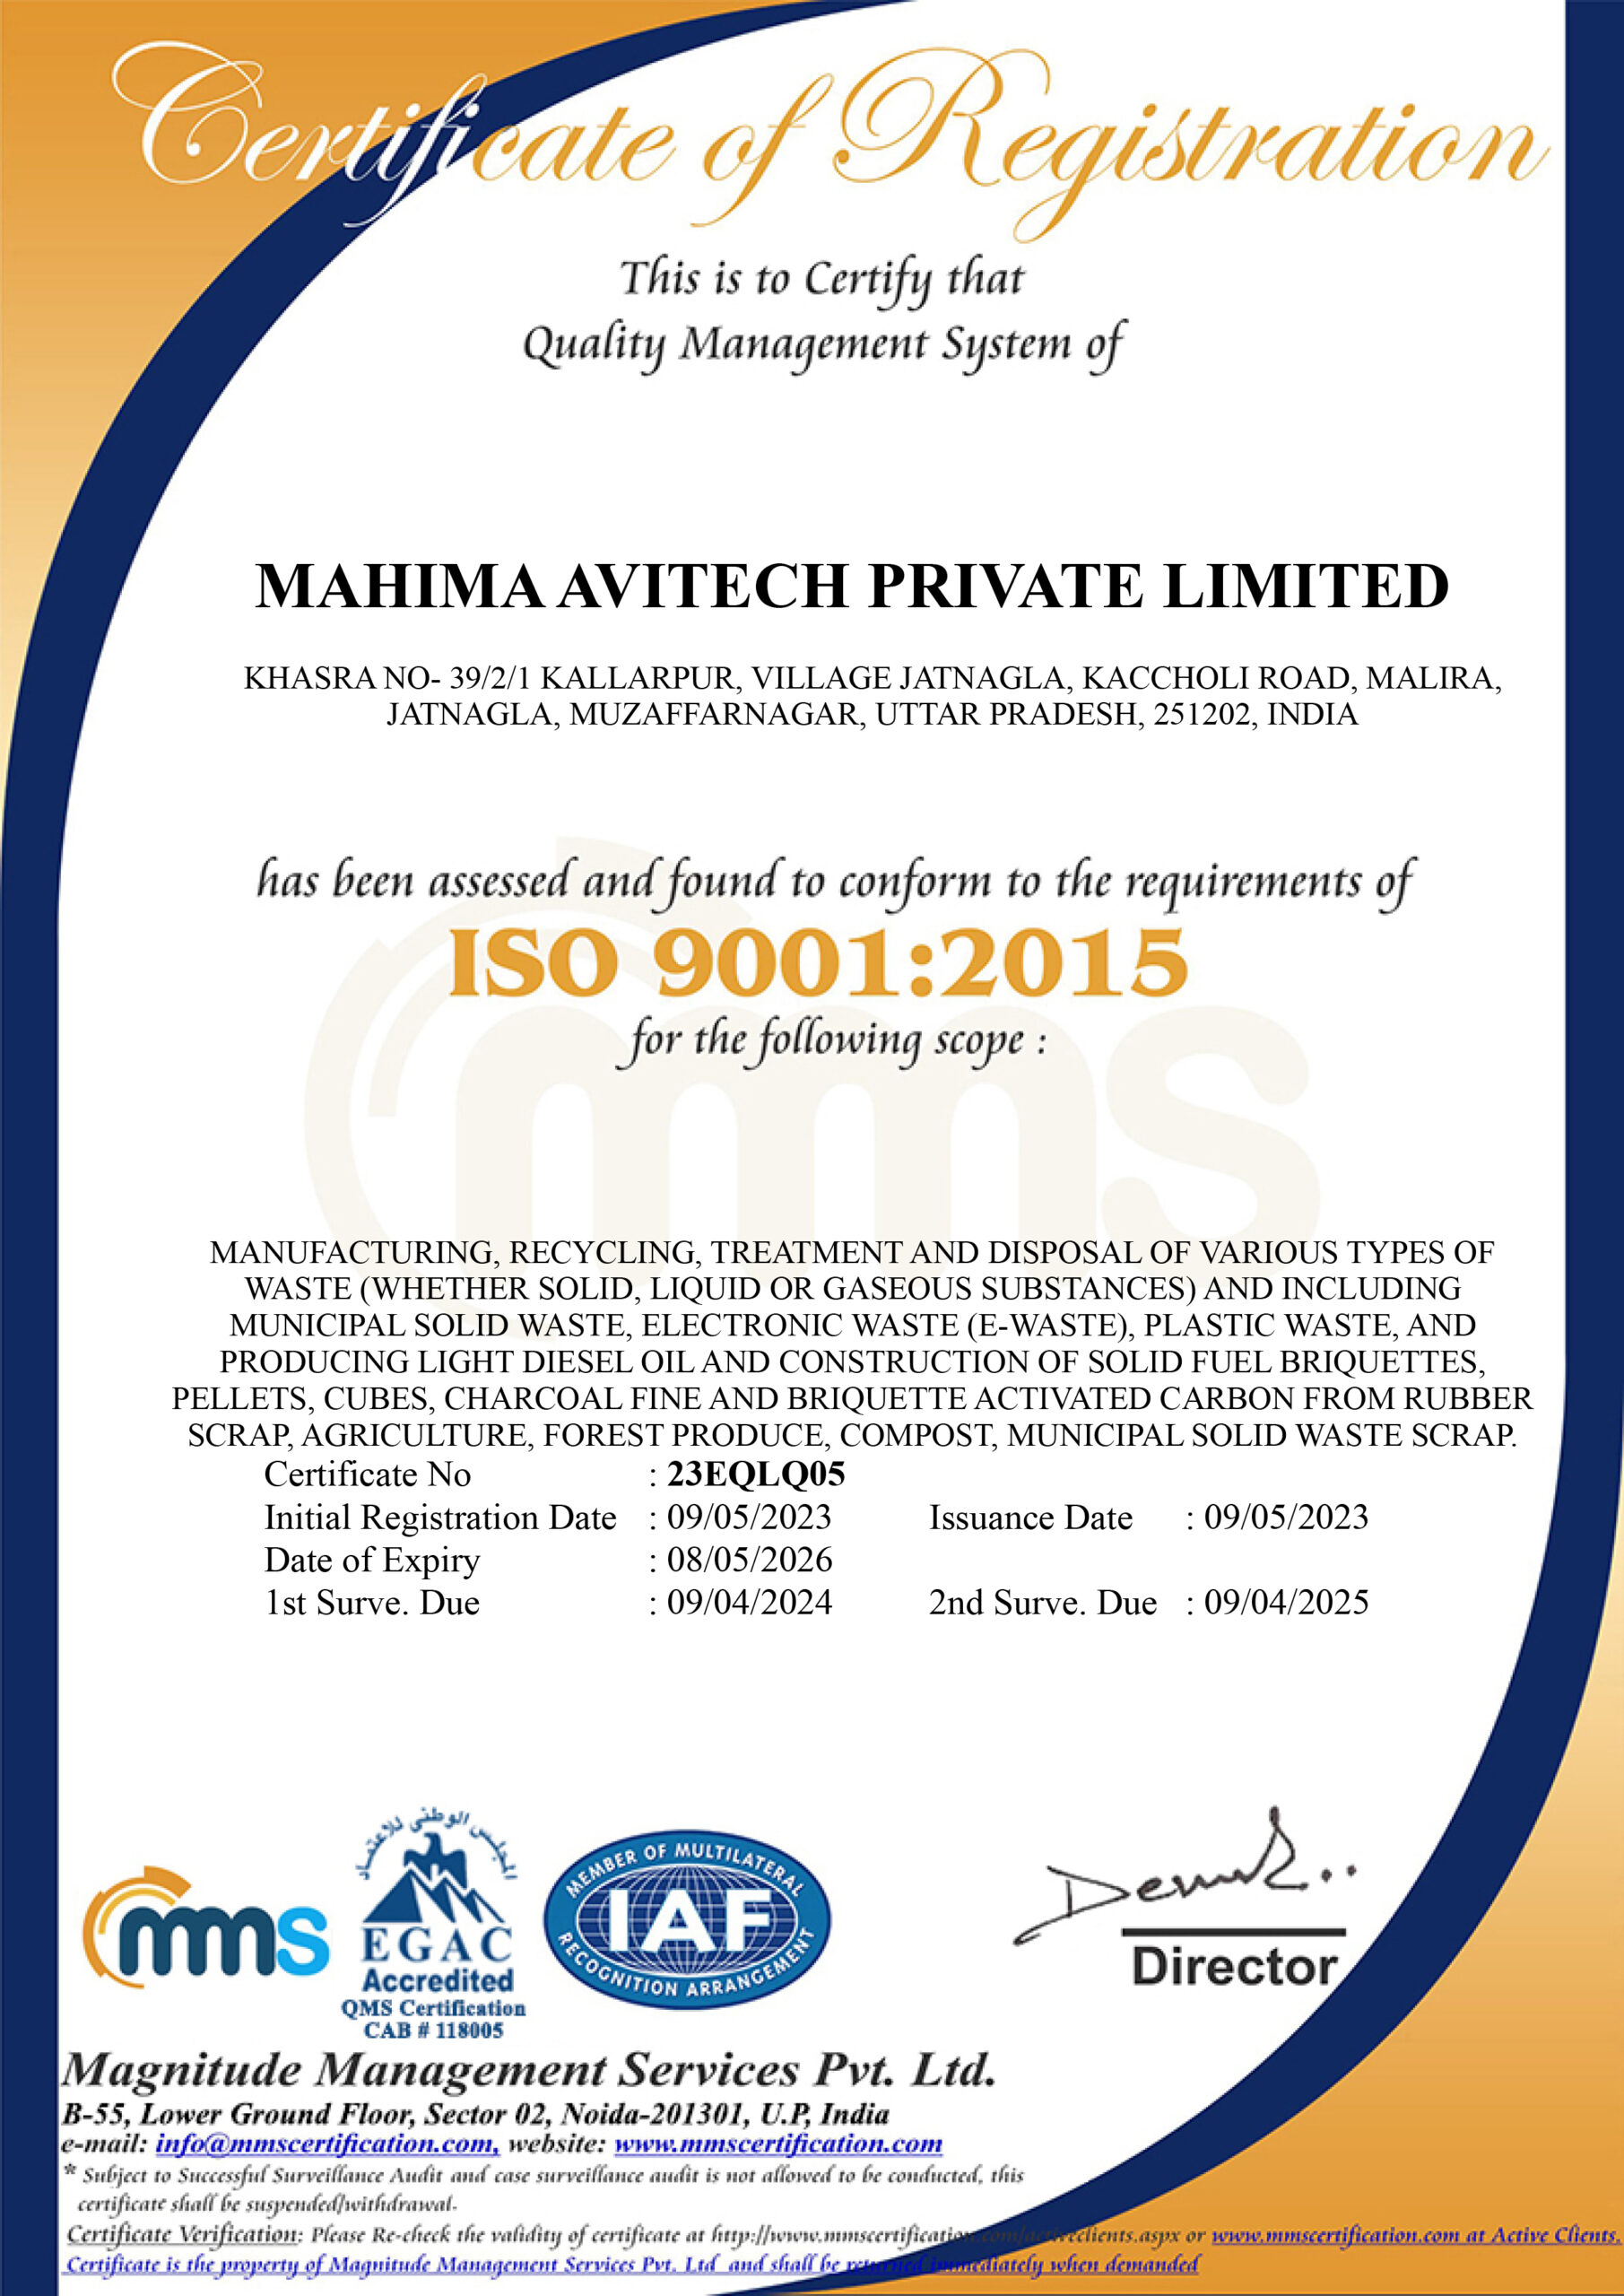 Certificate of Registration
This is to Certify that
Quality Management System of
MAHIMA AVITECH PRIVATE LIMITED
KHASRA NO- 39/2/1 KALLARPUR, VILLAGE JATNAGLA, KACCHOLI ROAD, MALIRA,
JATNAGLA, MUZAFFARNAGAR, UTTAR PRADESH, 251202, INDIA
has been assessed and found to conform to the requirements of
ISO 9001:2015
for the following scope :
mms
MANUFACTURING, RECYCLING, TREATMENT AND DISPOSAL OF VARIOUS TYPES OF
WASTE (WHETHER SOLID, LIQUID OR GASEOUS SUBSTANCES) AND INCLUDING
MUNICIPAL SOLID WASTE, ELECTRONIC WASTE (E-WASTE), PLASTIC WASTE, AND
PRODUCING LIGHT DIESEL OIL AND CONSTRUCTION OF SOLID FUEL BRIQUETTES,
PELLETS, CUBES, CHARCOAL FINE AND BRIQUETTE ACTIVATED CARBON FROM RUBBER
SCRAP, AGRICULTURE, FOREST PRODUCE, COMPOST, MUNICIPAL SOLID WASTE SCRAP.
Certificate No : 23EQLQ05
Initial Registration Date : 09/05/2023 Issuance Date : 09/05/2023
Date of Expiry : 08/05/2026
1st Surve. Due : 09/04/2024 2nd Surve. Due : 09/04/2025
mms
المجلس الوطني للاعتماد
EGAC
Accredited
QMS Certification
CAB # 118005
MEMBER OF MULTILATERAL
IAF
RECOGNITION ARRANGEMENT
Director
Magnitude Management Services Pvt. Ltd.
B-55, Lower Ground Floor, Sector 02, Noida-201301, U.P, India
e-mail: info@mmscertification.com, website: www.mmscertification.com
* Subject to Successful Surveillance Audit and case surveillance audit is not allowed to be conducted, this
certificate shall be suspended/withdrawal.
Certificate Verification: Please Re-check the validity of certificate at http://www.mmscertification.com/activeclients.aspx or www.mmscertification.com at Active Clients.
Certificate is the property of Magnitude Management Services Pvt. Ltd and shall be returned immediately when demanded